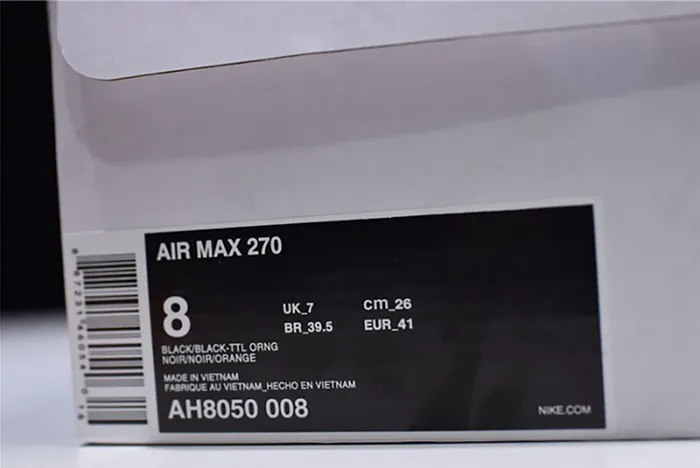 AIR MAX 270
8
UK_7 cm_26
BR_39.5 EUR_41
BLACK/BLACK-TTL ORNG
NOIR/NOIR/ORANGE
MADE IN VIETNAM
FABRIQUE AU VIETNAM_HECHO EN VIETNAM
AH8050 008
NIKE.COM